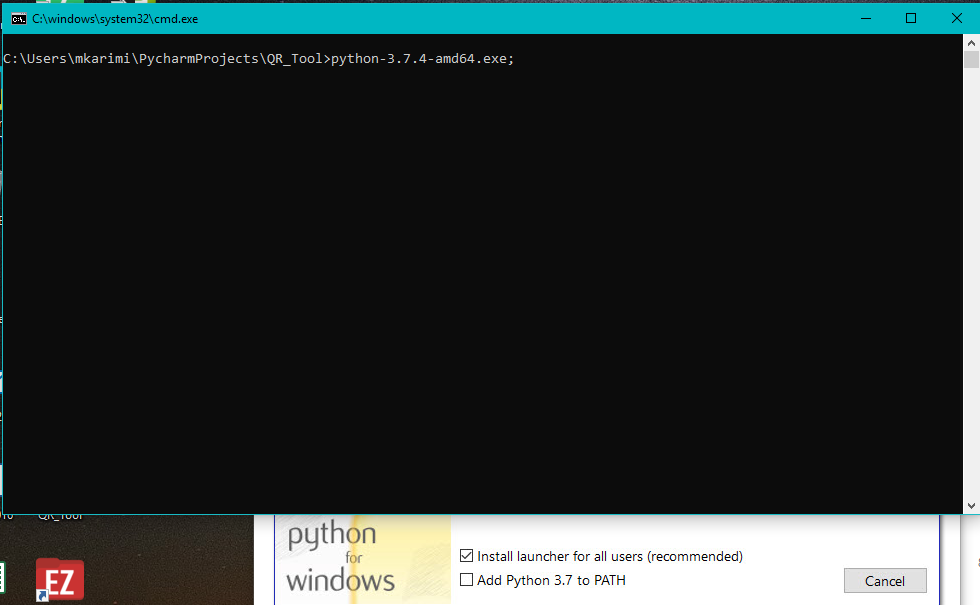 C:\windows\system32\cmd.exe
C:\Users\mkarimi\PycharmProjects\QR_Tool>python-3.7.4-amd64.exe;
QR_Tool
python
for
windows
Install launcher for all users (recommended)
Add Python 3.7 to PATH
Cancel
EZ